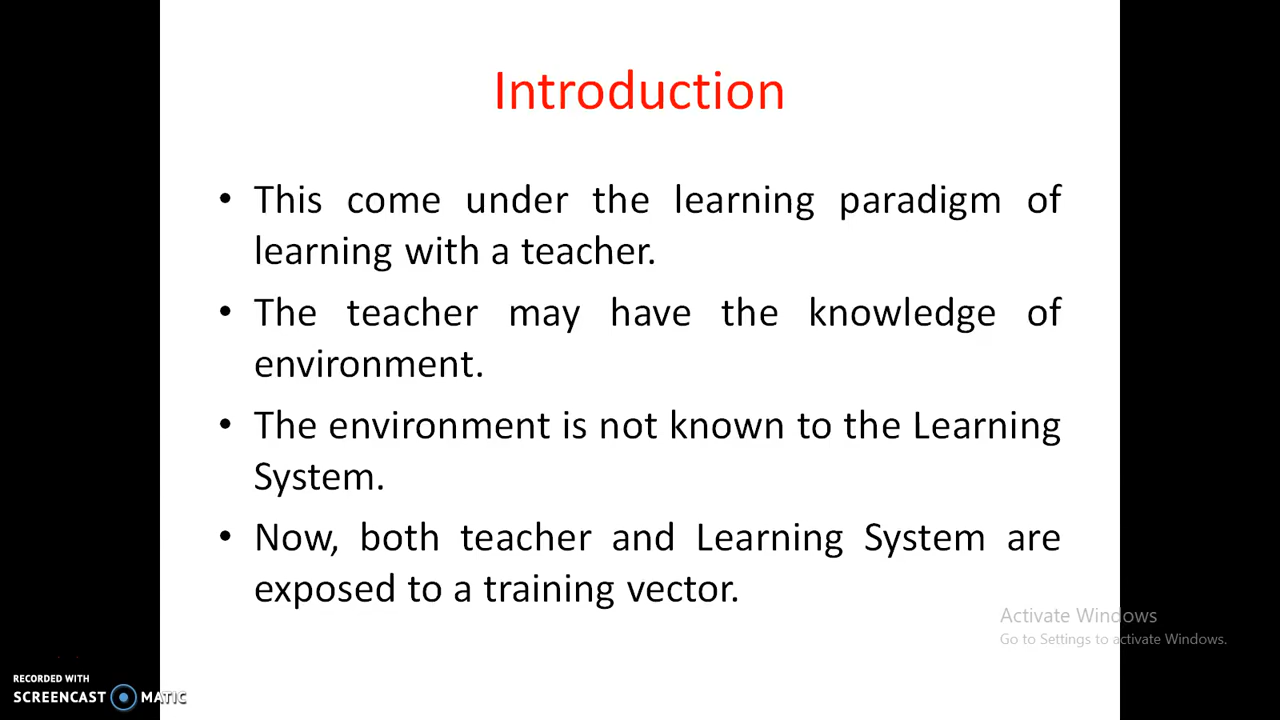 Introduction
• This come under the learning paradigm of
learning with a teacher.
• The teacher may have the knowledge of
environment.
• The environment is not known to the Learning
System.
• Now, both teacher and Learning System are
exposed to a training vector.
Activate Windows
Go to Settings to activate Windows.
RECORDED WITH
SCREENCAST MATIC